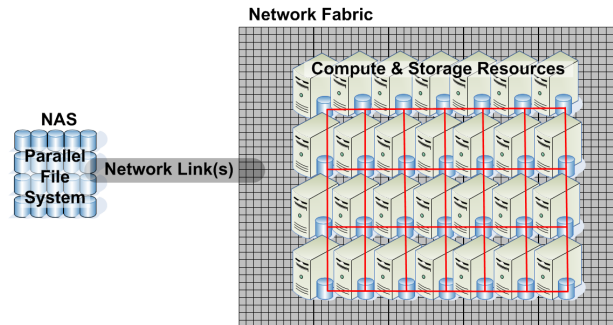 Network Fabric
Compute & Storage Resources
NAS
Parallel
File
System
Network Link(s)